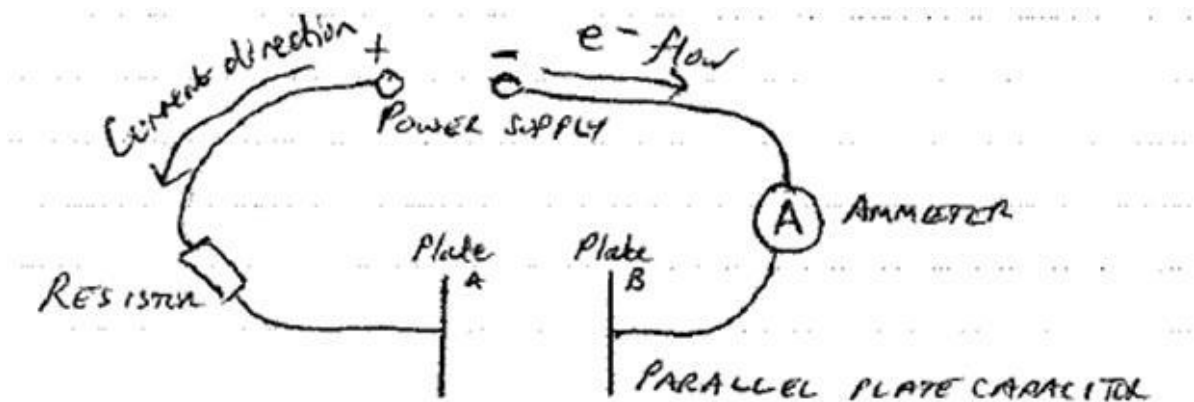 Current direction
+
-
e- flow
POWER SUPPLY
A
AMMETER
Plate A
Plate B
RESISTOR
PARALLEL PLATE CAPACITOR